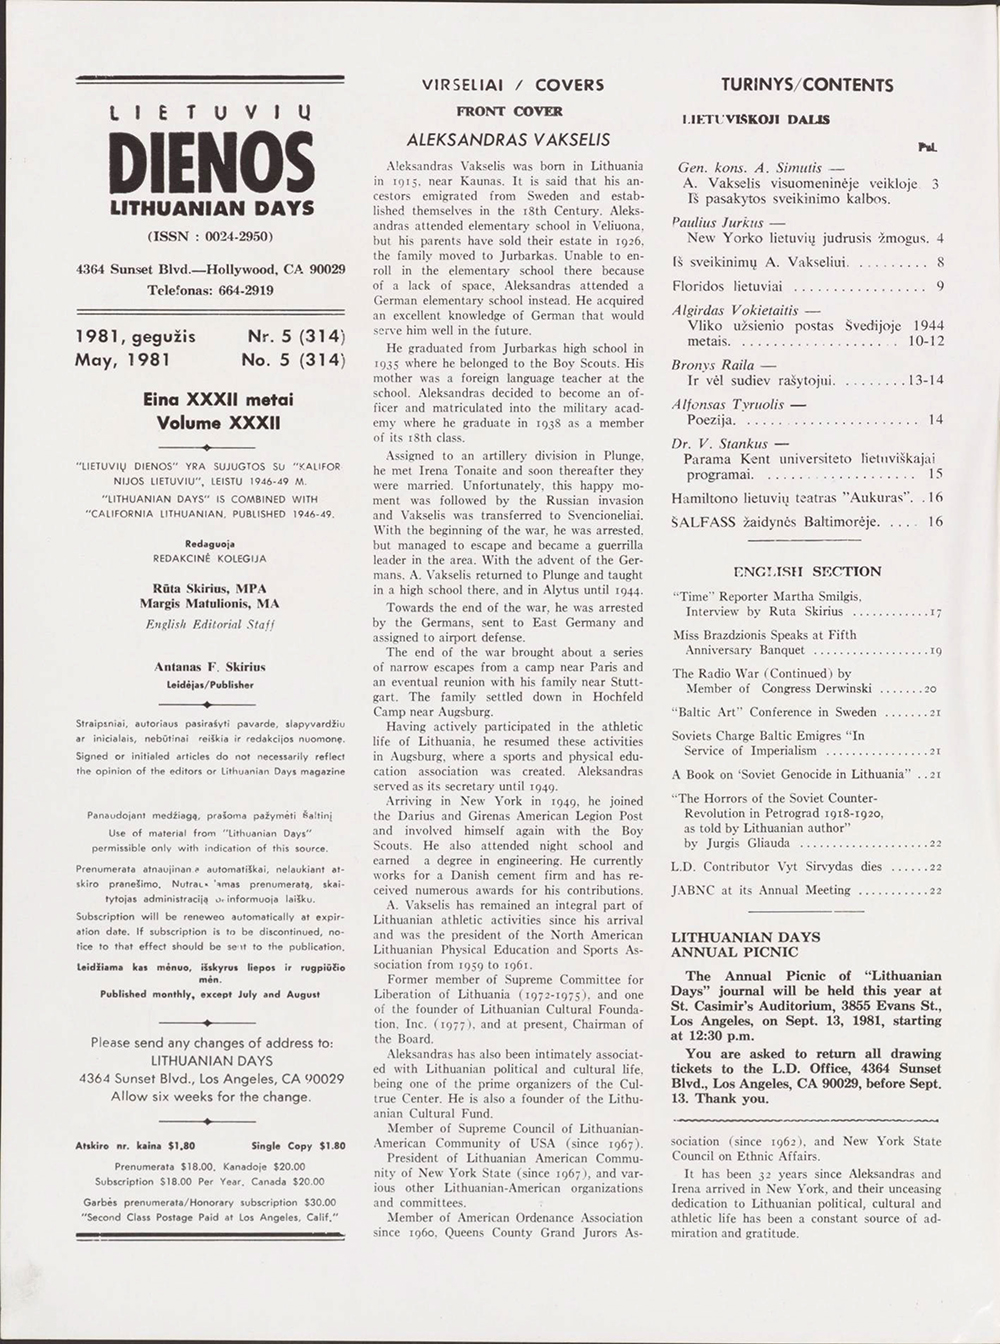 LIETUVIŲ
DIENOS
LITHUANIAN DAYS
(ISSN : 0024-2950)
4364 Sunset Blvd.—Hollywood, CA 90029
Telefonas: 664-2919
1981, gegužis Nr. 5 (314)
May, 1981 No. 5 (314)
Eina XXXII metai
Volume XXXII
"LIETUVIŲ DIENOS" YRA SUJUGTOS SU "KALIFOR
NIJOS LIETUVIU", LEISTU 1946-49 M.
"LITHUANIAN DAYS" IS COMBINED WITH
"CALIFORNIA LITHUANIAN, PUBLISHED 1946-49.
Redaguoja
REDAKCINĖ KOLEGIJA
Rūta Skirius, MPA
Margis Matulionis, MA
English Editorial Staff
Antanas F. Skirius
Leidėjas/Publisher
Straipsniai, autoriaus pasirašyti pavarde, slapyvardžiu
ar inicialais, nebūtinai reiškia ir redakcijos nuomonę.
Signed or initialed articles do not necessarily reflect
the opinion of the editors or Lithuanian Days magazine
Panaudojant medžiagą, prašoma pažymėti šaltinį
Use of material from "Lithuanian Days"
permissible only with indication of this source.
Prenumerata atnaujinan a automatiškai, nelaukiant at-
skiro pranešimo. prenumeratą, skai-
tytojas administraciją informuoja laišku.
Subscription will be renewed automatically at expir-
ation date. If subscription is to be discontinued, no-
tice to that effect should be sent to the publication.
Leidžiama kas mėnuo, išskyrus liepos ir rugpiūčio
mėn.
Published monthly, except July and August
Please send any changes of address to:
LITHUANIAN DAYS
4364 Sunset Blvd., Los Angeles, CA 90029
Allow six weeks for the change.
Atskiro nr. kaina $1,80 Single Copy $1.80
Prenumerata $18.00, Kanadoje $20.00
Subscription $18.00 Per Year, Canada $20.00
Garbės prenumerata/Honorary subscription $30.00
"Second Class Postage Paid at Los Angeles, Calif."
VIRŠELIAI / COVERS
FRONT COVER
ALEKSANDRAS VAKSELIS
Aleksandras Vakselis was born in Lithuania
in 1915, near Kaunas. It is said that his an-
cestors emigrated from Sweden and estab-
lished themselves in the 18th Century. Aleks-
andras attended elementary school in Veliuona,
but his parents have sold their estate in 1926,
the family moved to Jurbarkas. Unable to en-
roll in the elementary school there because
of a lack of space, Aleksandras attended a
German elementary school instead. He acquired
an excellent knowledge of German that would
serve him well in the future.
He graduated from Jurbarkas high school in
1935 where he belonged to the Boy Scouts. His
mother was a foreign language teacher at the
school. Aleksandras decided to become an of-
ficer and matriculated into the military acad-
emy where he graduate in 1938 as a member
of its 18th class.
Assigned to an artillery division in Plunge,
he met Irena Tonaite and soon thereafter they
were married. Unfortunately, this happy mo-
ment was followed by the Russian invasion
and Vakselis was transferred to Svencioneliai.
With the beginning of the war, he was arrested,
but managed to escape and became a guerrilla
leader in the area. With the advent of the Ger-
mans, A. Vakselis returned to Plunge and taught
in a high school there, and in Alytus until 1944.
Towards the end of the war, he was arrested
by the Germans, sent to East Germany and
assigned to airport defense.
The end of the war brought about a series
of narrow escapes from a camp near Paris and
an eventual reunion with his family near Stutt-
gart. The family settled down in Hochfeld
Camp near Augsburg.
Having actively participated in the athletic
life of Lithuania, he resumed these activities
in Augsburg, where a sports and physical edu-
cation association was created. Aleksandras
served as its secretary until 1949.
Arriving in New York in 1949, he joined
the Darius and Girenas American Legion Post
and involved himself again with the Boy
Scouts. He also attended night school and
earned a degree in engineering. He currently
works for a Danish cement firm and has re-
ceived numerous awards for his contributions.
A. Vakselis has remained an integral part of
Lithuanian athletic activities since his arrival
and was the president of the North American
Lithuanian Physical Education and Sports As-
sociation from 1959 to 1961.
Former member of Supreme Committee for
Liberation of Lithuania (1972-1975), and one
of the founder of Lithuanian Cultural Founda-
tion, Inc. (1977), and at present, Chairman of
the Board.
Aleksandras has also been intimately associat-
ed with Lithuanian political and cultural life,
being one of the prime organizers of the Cul-
true Center. He is also a founder of the Lithu-
anian Cultural Fund.
Member of Supreme Council of Lithuanian-
American Community of USA (since 1967).
President of Lithuanian American Commu-
nity of New York State (since 1967), and var-
ious other Lithuanian-American organizations
and committees.
Member of American Ordenance Association
since 1960, Queens County Grand Jurors As-
TURINYS/CONTENTS
LIETUVIŠKOJI DALIS
Psl.
Gen. kons. A. Simutis —
A. Vakselis visuomeninėje veikloje 3
Iš pasakytos sveikinimo kalbos.
Paulius Jurkus —
New Yorko lietuvių judrusis žmogus. 4
Iš sveikinimų A. Vakseliui. .......... 8
Floridos lietuviai ................. 9
Algirdas Vokietaitis —
Vliko užsienio postas Švedijoje 1944
metais. .................... 10-12
Bronys Raila —
Ir vėl sudiev rašytojui. .........13-14
Alfonsas Tyruolis —
Poezija. ..................... 14
Dr. V. Stankus —
Parama Kent universiteto lietuviškajai
programai. .................. 15
Hamiltono lietuvių teatras "Aukuras". .16
ŠALFASS žaidynės Baltimorėje. .... 16
ENGLISH SECTION
"Time" Reporter Martha Smilgis,
Interview by Ruta Skirius ............17
Miss Brazdzionis Speaks at Fifth
Anniversary Banquet ..................19
The Radio War (Continued) by
Member of Congress Derwinski .......20
"Baltic Art" Conference in Sweden .......21
Soviets Charge Baltic Emigres "In
Service of Imperialism ................21
A Book on 'Soviet Genocide in Lithuania" ..21
"The Horrors of the Soviet Counter-
Revolution in Petrograd 1918-1920,
as told by Lithuanian author"
by Jurgis Gliauda ....................22
L.D. Contributor Vyt Sirvydas dies ......22
JABNC at its Annual Meeting ...........22
LITHUANIAN DAYS
ANNUAL PICNIC
The Annual Picnic of "Lithuanian
Days" journal will be held this year at
St. Casimir's Auditorium, 3855 Evans St.,
Los Angeles, on Sept. 13, 1981, starting
at 12:30 p.m.
You are asked to return all drawing
tickets to the L.D. Office, 4364 Sunset
Blvd., Los Angeles, CA 90029, before Sept.
13. Thank you.
sociation (since 1962), and New York State
Council on Ethnic Affairs.
It has been 32 years since Aleksandras and
Irena arrived in New York, and their unceasing
dedication to Lithuanian political, cultural and
athletic life has been a constant source of ad-
miration and gratitude.